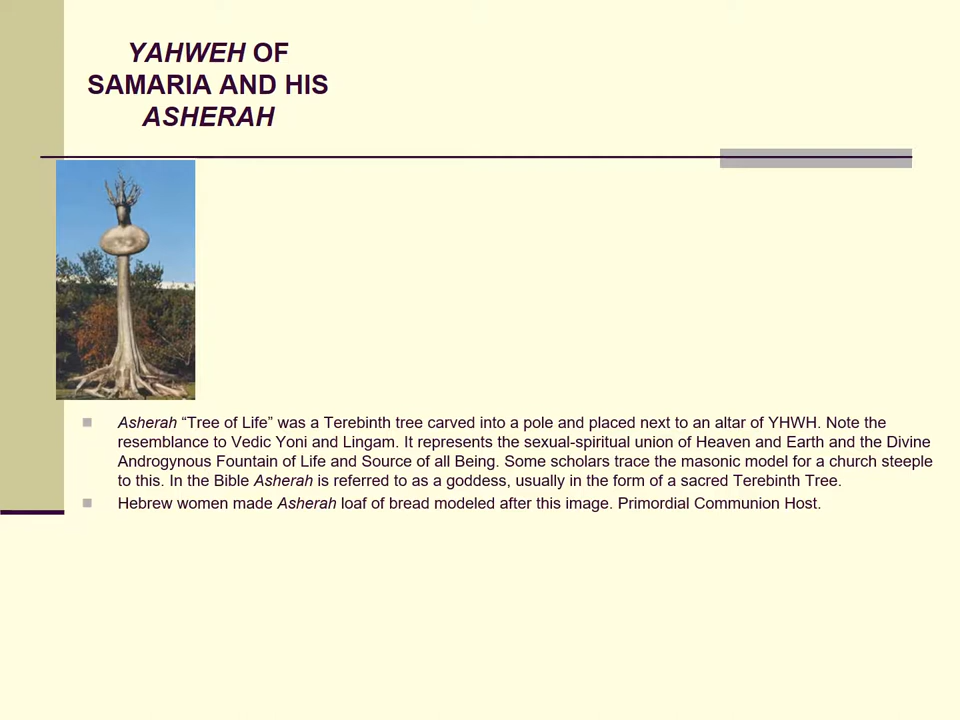 YAHWEH OF
SAMARIA AND HIS
ASHERAH
Asherah “Tree of Life” was a Terebinth tree carved into a pole and placed next to an altar of YHWH. Note the
resemblance to Vedic Yoni and Lingam. It represents the sexual-spiritual union of Heaven and Earth and the Divine
Androgynous Fountain of Life and Source of all Being. Some scholars trace the masonic model for a church steeple
to this. In the Bible Asherah is referred to as a goddess, usually in the form of a sacred Terebinth Tree.
Hebrew women made Asherah loaf of bread modeled after this image. Primordial Communion Host.